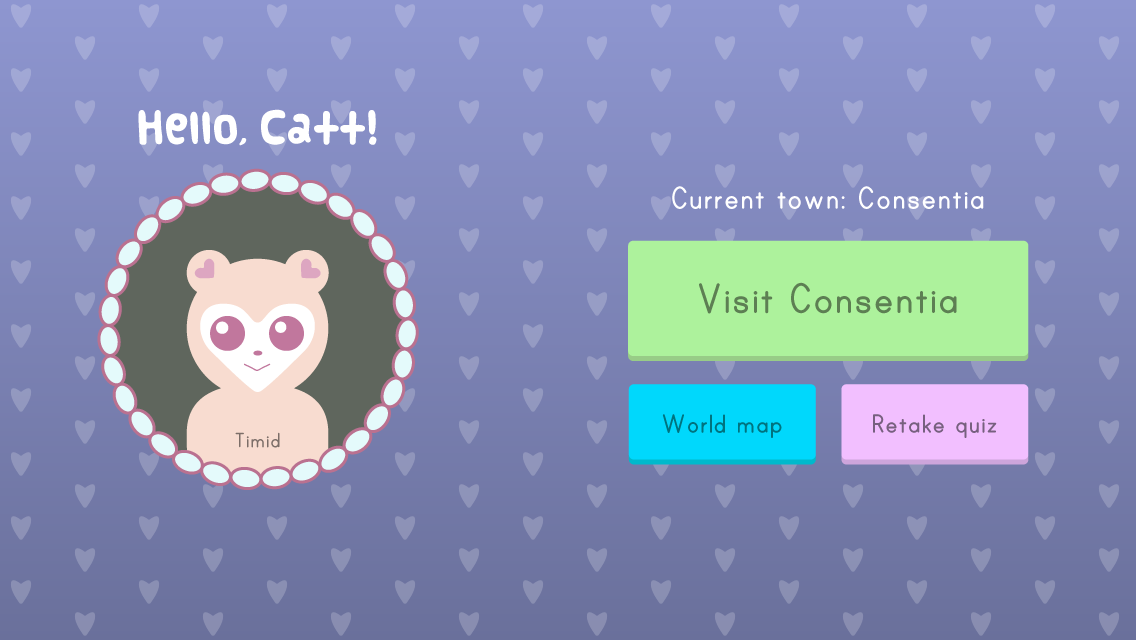 Hello, Catt!
Timid
Current town: Consentia
Visit Consentia
World map
Retake quiz